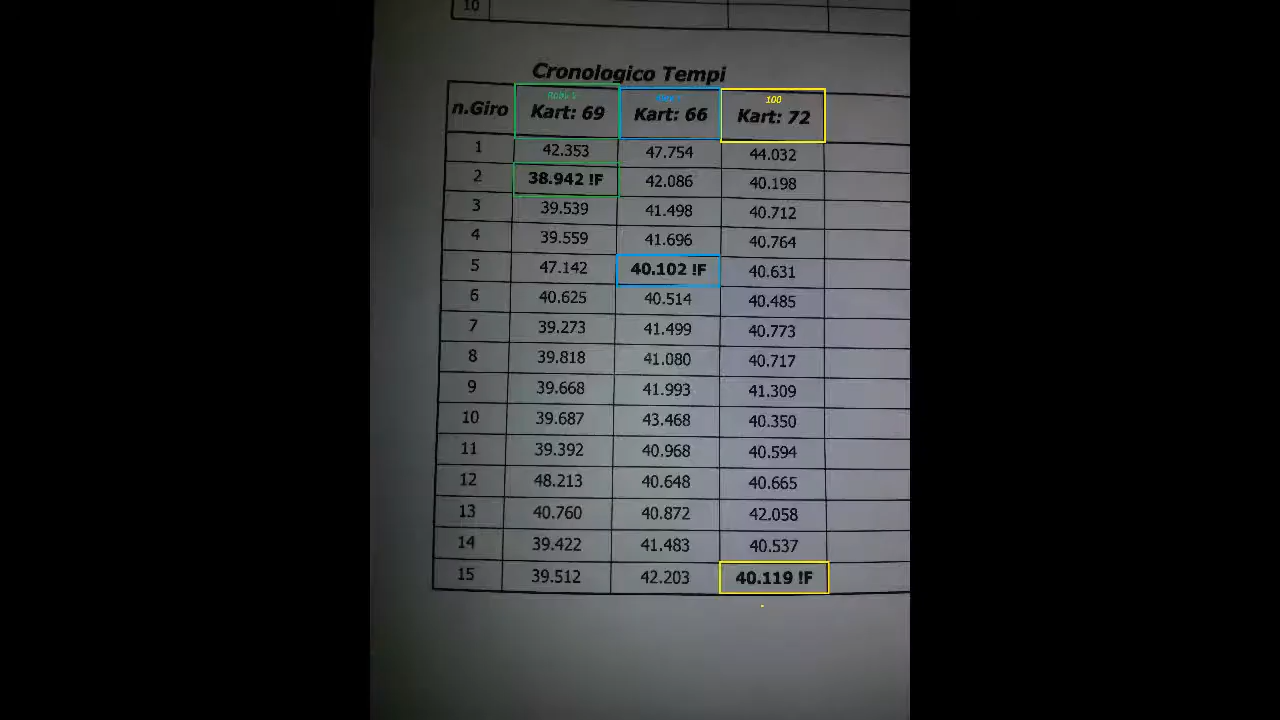 10
Cronologico Tempi
n.Giro Kart: 69 Kart: 66 100 Kart: 72
1 42.353 47.754 44.032
2 38.942 !F 42.086 40.198
3 39.539 41.498 40.712
4 39.559 41.696 40.764
5 47.142 40.102 !F 40.631
6 40.625 40.514 40.485
7 39.273 41.499 40.773
8 39.818 41.080 40.717
9 39.668 41.993 41.309
10 39.687 43.468 40.350
11 39.392 40.968 40.594
12 48.213 40.648 40.665
13 40.760 40.872 42.058
14 39.422 41.483 40.537
15 39.512 42.203 40.119 !F